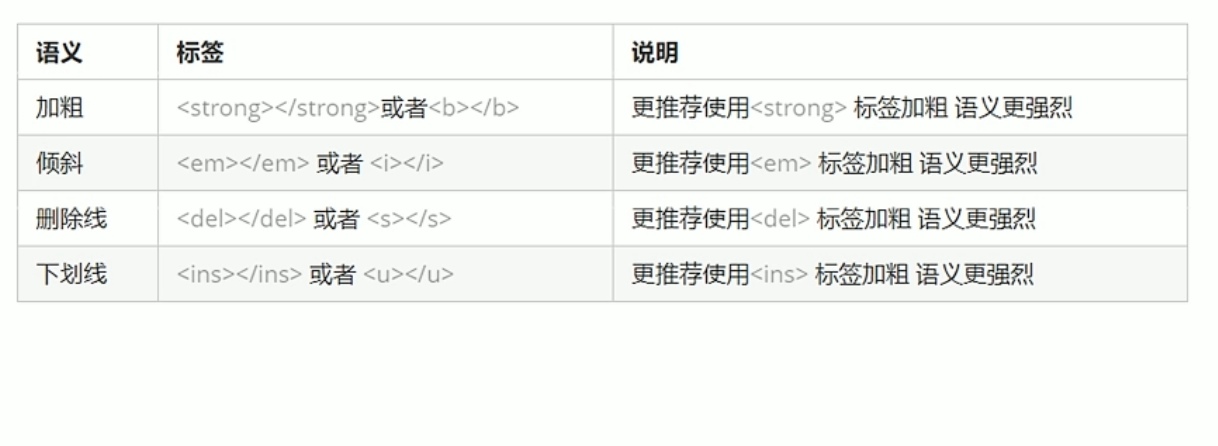 语义 标签 说明
加粗 <strong></strong>或者<b></b> 更推荐使用<strong> 标签加粗 语义更强烈
倾斜 <em></em> 或者 <i></i> 更推荐使用<em> 标签加粗 语义更强烈
删除线 <del></del> 或者 <s></s> 更推荐使用<del> 标签加粗 语义更强烈
下划线 <ins></ins> 或者 <u></u> 更推荐使用<ins> 标签加粗 语义更强烈